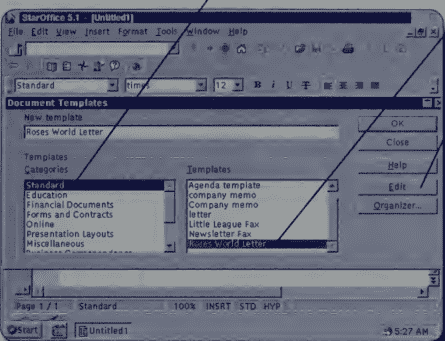 StarOffice 5.1 - [Untitled1]
File Edit View Insert Format Tools Window Help
Standard times 12 B i U
Document Templates
New template
Roses World Letter
OK
Close
Help
Edit
Organizer...
Templates
Categories
Standard
Education
Financial Documents
Forms and Contracts
Online
Presentation Layouts
Miscellaneous
Templates
Agenda template
company memo
Company memo
letter
Little League Fax
Newsletter Fax
Roses World Letter
Page 1 / 1 Standard 100% INSRT STD HYP
Start Untitled1 5:27 AM